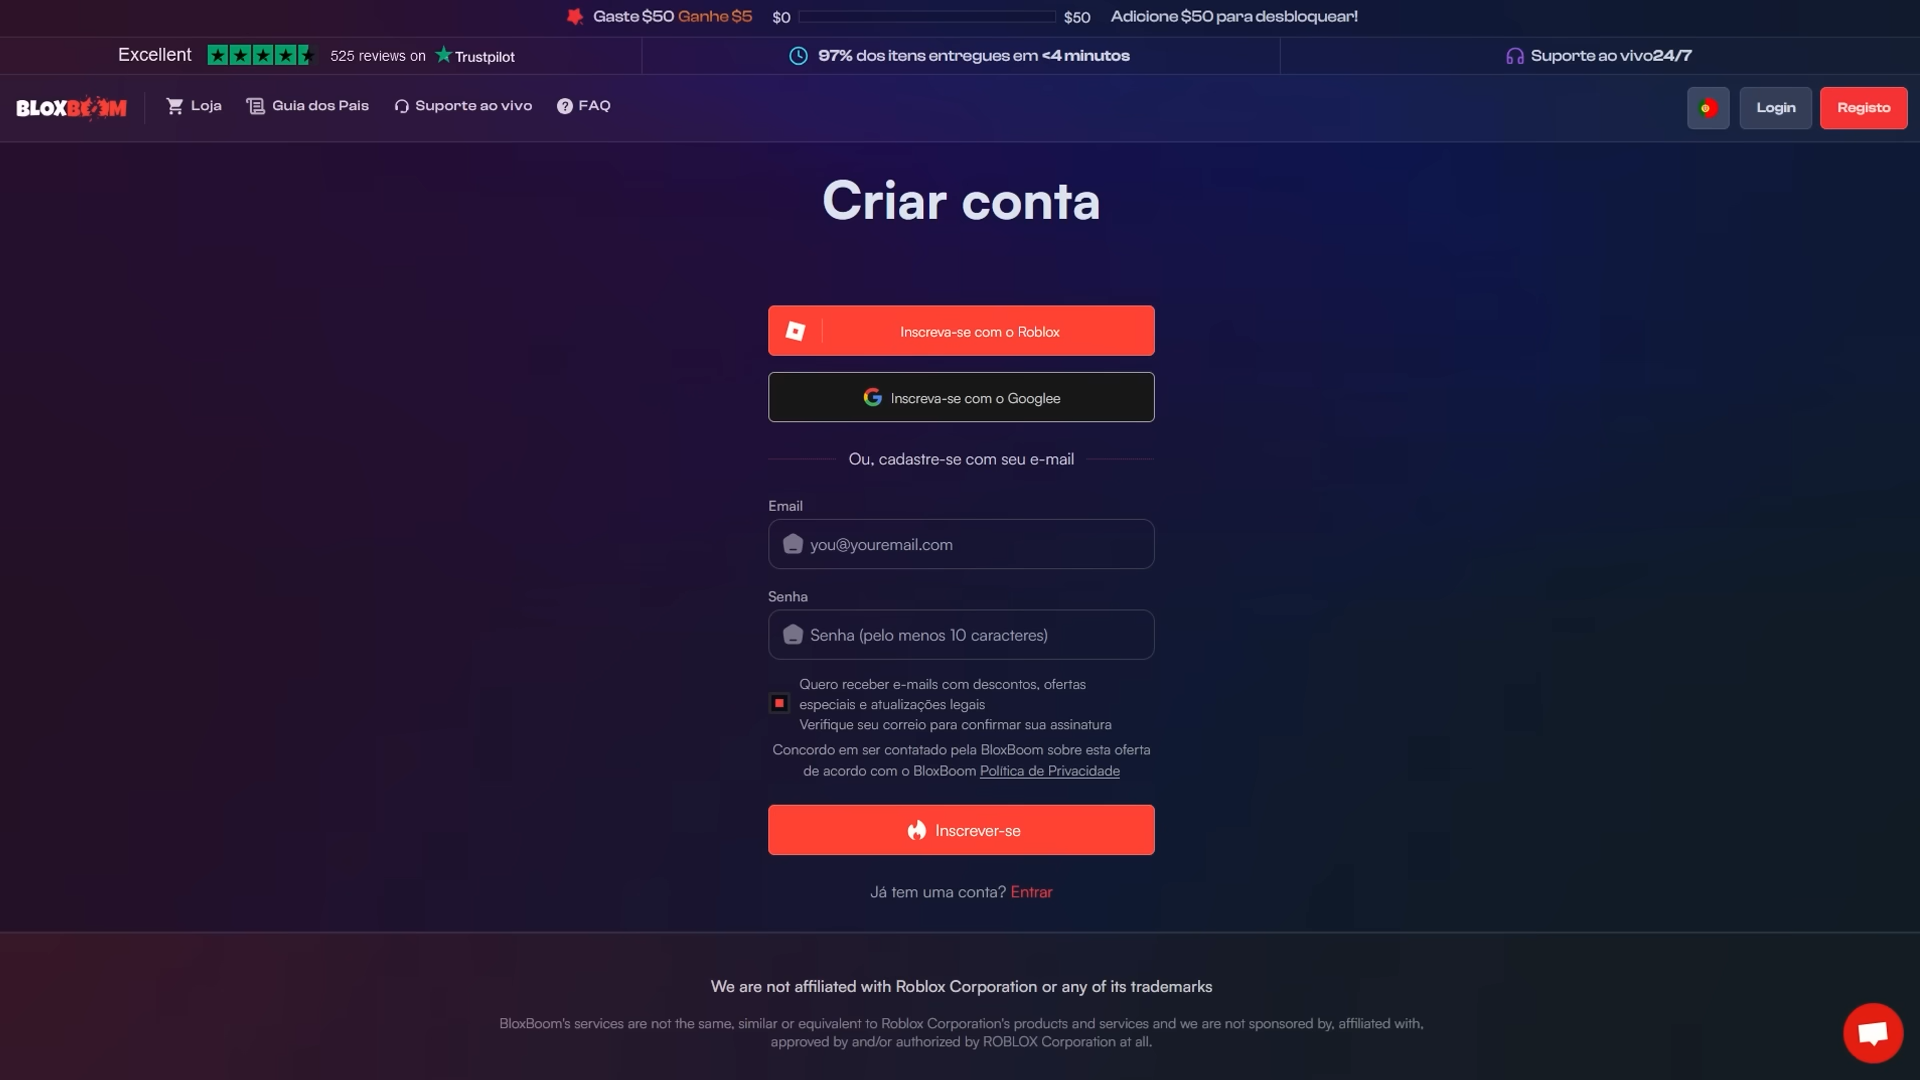 Gaste $50 Ganhe $5 $0 $50 Adicione $50 para desbloquear!
Excellent 525 reviews on Trustpilot
97% dos itens entregues em <4 minutos
Suporte ao vivo24/7
BLOXBOOM Loja Guia dos Pais Suporte ao vivo FAQ Login Registo
Criar conta
Inscreva-se com o Roblox
Inscreva-se com o Googlee
Ou, cadastre-se com seu e-mail
Email
you@youremail.com
Senha
Senha (pelo menos 10 caracteres)
Quero receber e-mails com descontos, ofertas
especiais e atualizações legais
Verifique seu correio para confirmar sua assinatura
Concordo em ser contatado pela BloxBoom sobre esta oferta
de acordo com o BloxBoom Política de Privacidade
Inscrever-se
Já tem uma conta? Entrar
We are not affiliated with Roblox Corporation or any of its trademarks
BloxBoom's services are not the same, similar or equivalent to Roblox Corporation's products and services and we are not sponsored by, affiliated with,
approved by and/or authorized by ROBLOX Corporation at all.